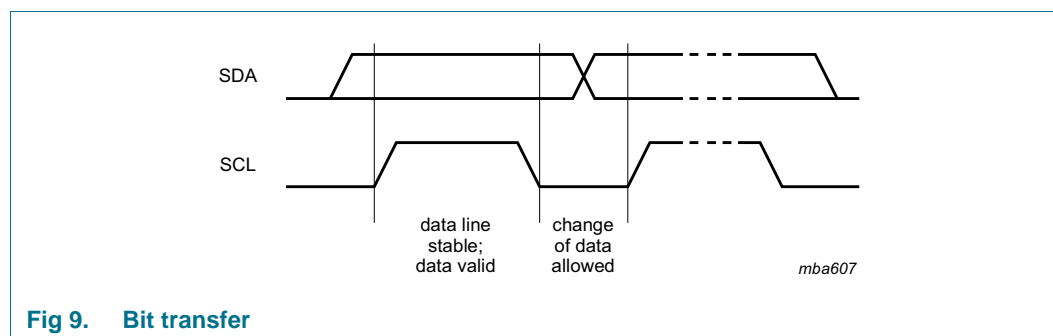 SDA
SCL
data line
stable;
data valid
change
of data
allowed
mba607
Fig 9. Bit transfer